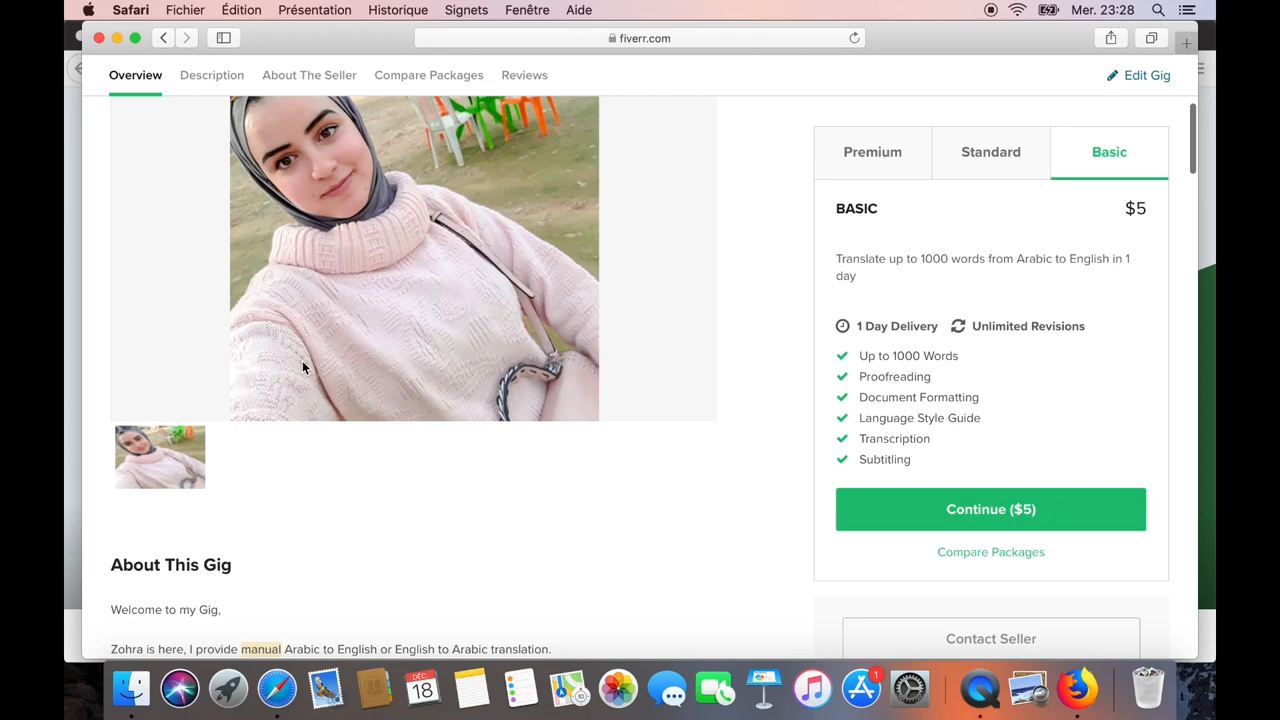 Safari Fichier Édition Présentation Historique Signets Fenêtre Aide Mer. 23:28
fiverr.com
Overview Description About The Seller Compare Packages Reviews Edit Gig
Premium Standard Basic
BASIC $5
Translate up to 1000 words from Arabic to English in 1
day
1 Day Delivery Unlimited Revisions
Up to 1000 Words
Proofreading
Document Formatting
Language Style Guide
Transcription
Subtitling
Continue ($5)
Compare Packages
About This Gig
Welcome to my Gig,
Contact Seller
Zohra is here, I provide manual Arabic to English or English to Arabic translation.
DÉC
18
1